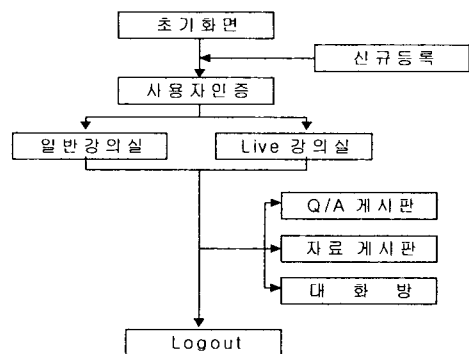 초기화면
신규등록
사용자인증
일반강의실
Live 강의실
Q/A 게시판
자료 게시판
대 화 방
Logout